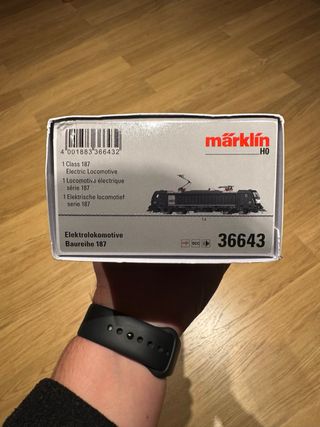 märklin
H0
4 001883 366432
1 Class 187
Electric Locomotive
1 Locomotive électrique
série 187
1 Elektrische locomotief
serie 187
Elektrolokomotive
Baureihe 187
DCC
36643